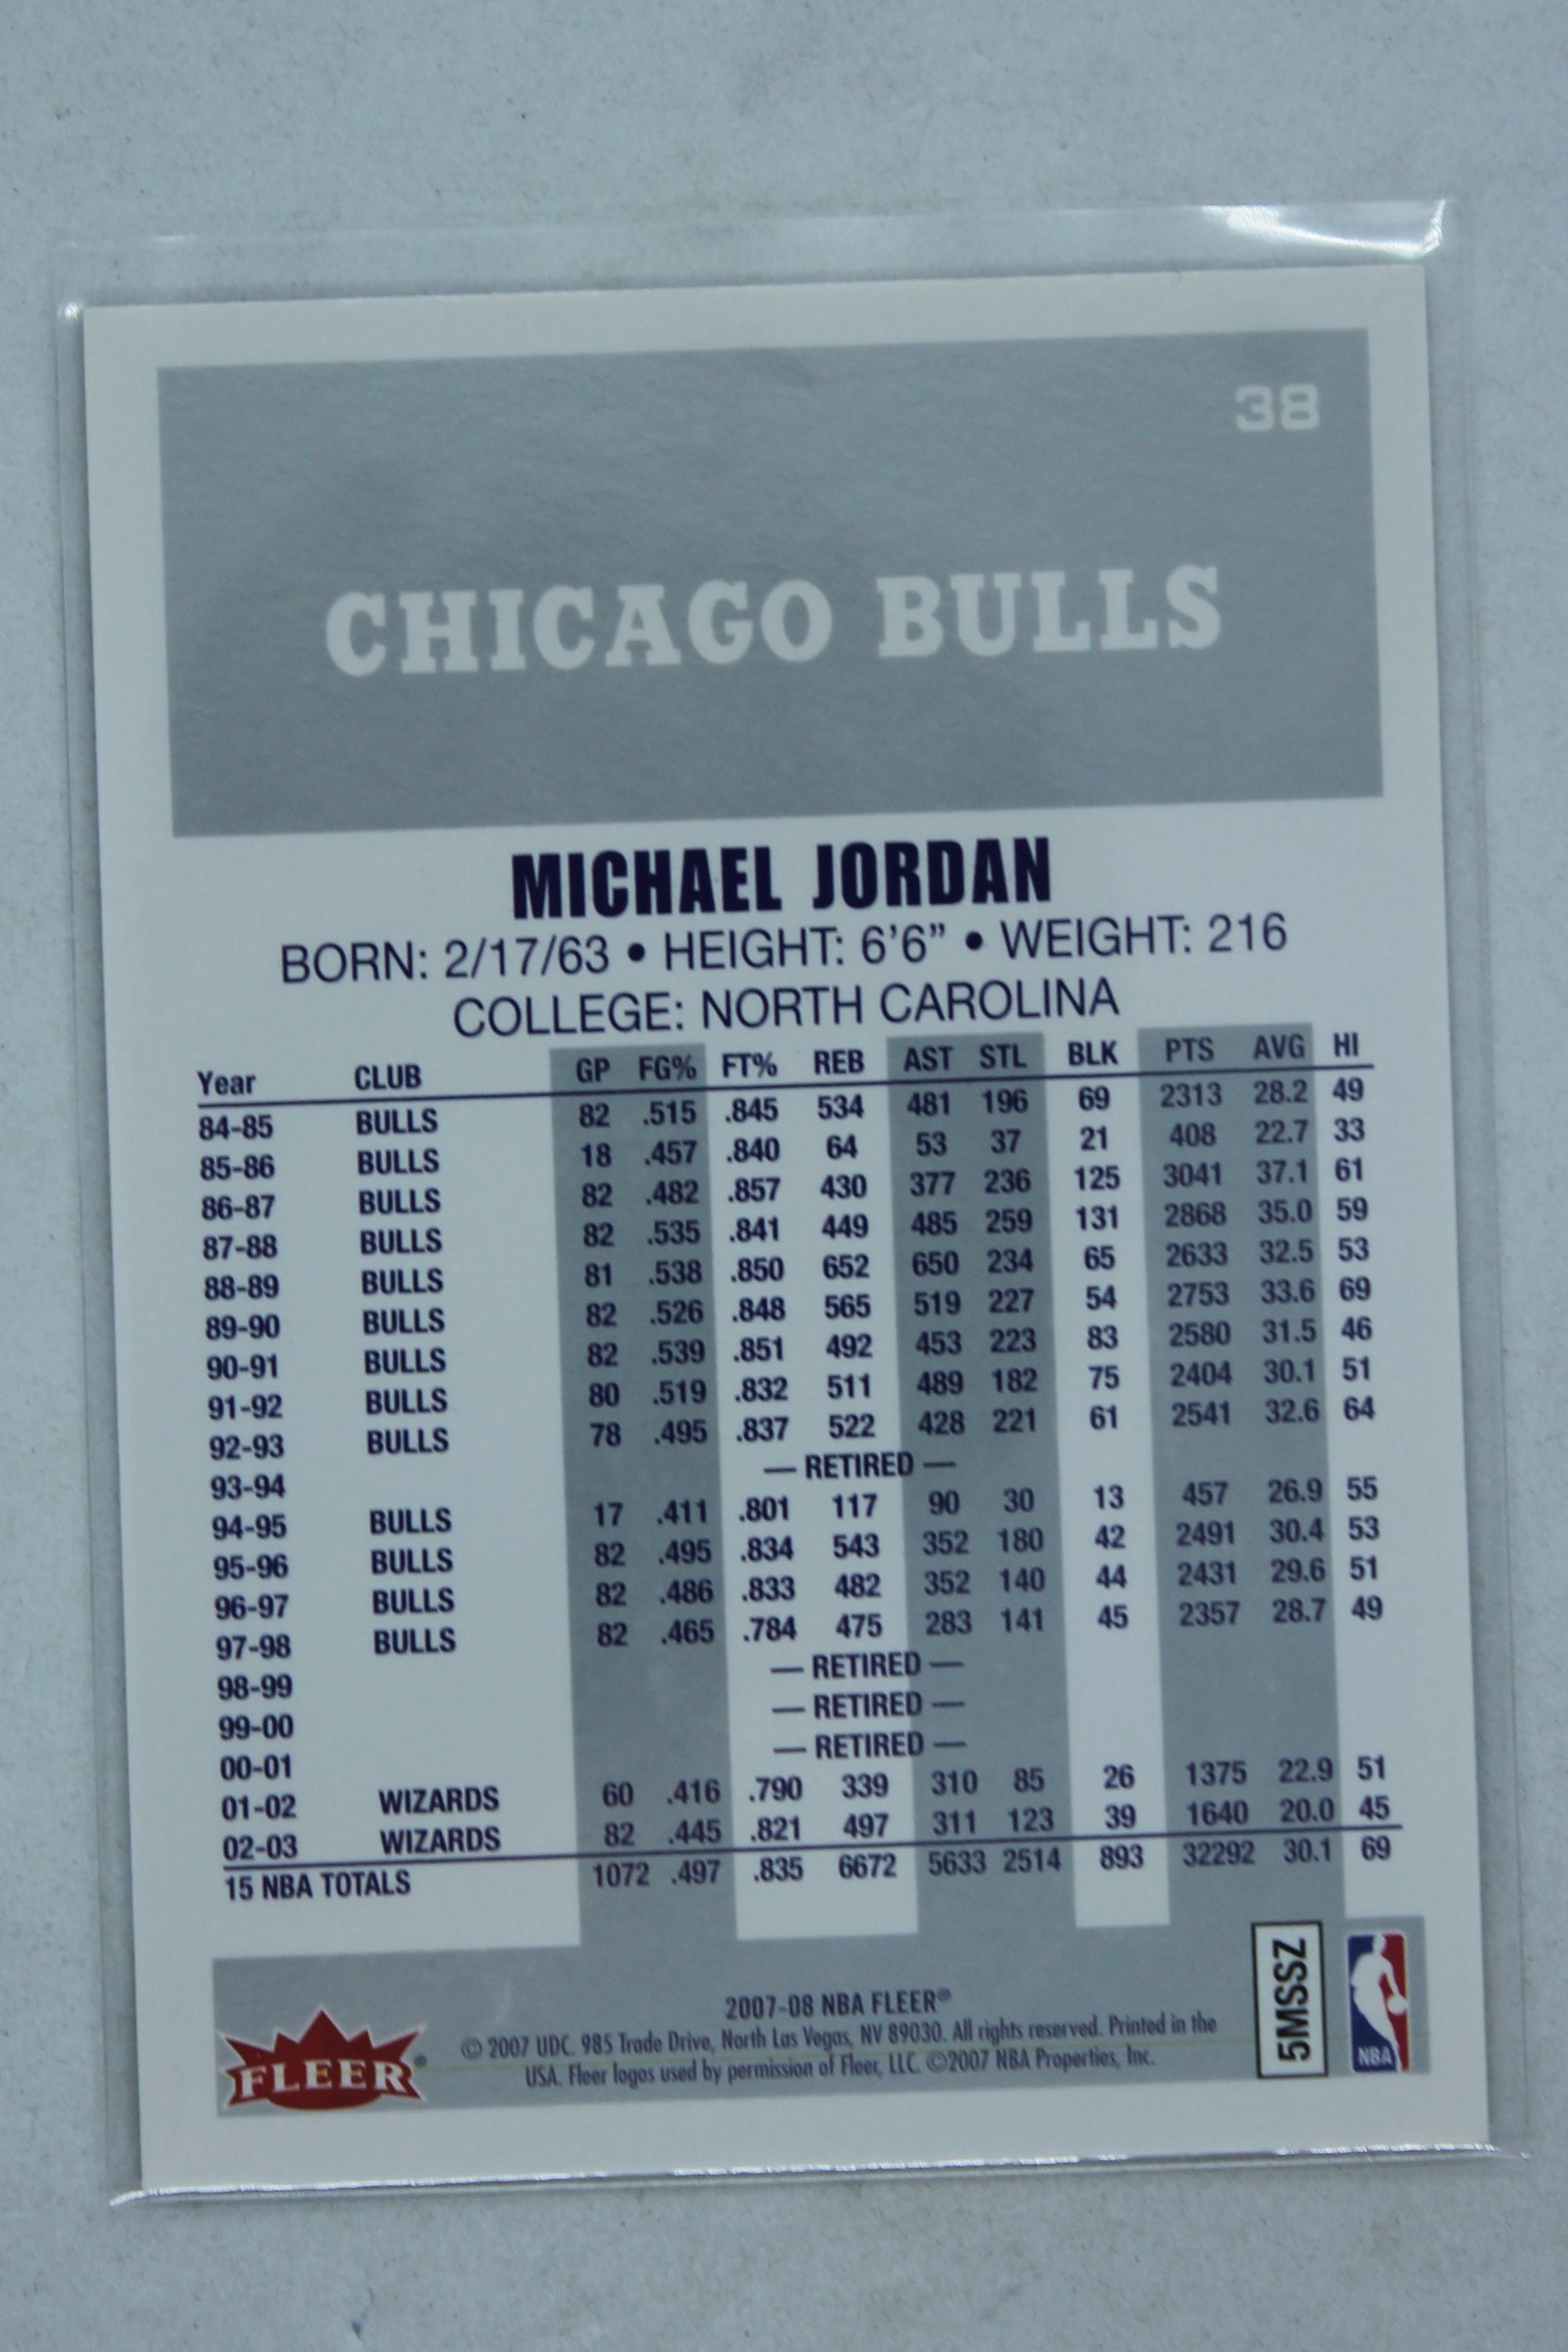 38
CHICAGO BULLS
MICHAEL JORDAN
BORN: 2/17/63 • HEIGHT: 6'6" • WEIGHT: 216
COLLEGE: NORTH CAROLINA
Year CLUB GP FG% FT% REB AST STL BLK PTS AVG HI
84-85 BULLS 82 .515 .845 534 481 196 69 2313 28.2 49
85-86 BULLS 18 .457 .840 64 53 37 21 408 22.7 33
86-87 BULLS 82 .482 .857 430 377 236 125 3041 37.1 61
87-88 BULLS 82 .535 .841 449 485 259 131 2868 35.0 59
88-89 BULLS 81 .538 .850 652 650 234 65 2633 32.5 53
89-90 BULLS 82 .526 .848 565 519 227 54 2753 33.6 69
90-91 BULLS 82 .539 .851 492 453 223 83 2580 31.5 46
91-92 BULLS 80 .519 .832 511 489 182 75 2404 30.1 51
92-93 BULLS 78 .495 .837 522 428 221 61 2541 32.6 64
93-94 — RETIRED —
94-95 BULLS 17 .411 .801 117 90 30 13 457 26.9 55
95-96 BULLS 82 .495 .834 543 352 180 42 2491 30.4 53
96-97 BULLS 82 .486 .833 482 352 140 44 2431 29.6 51
97-98 BULLS 82 .465 .784 475 283 141 45 2357 28.7 49
98-99 — RETIRED —
99-00 — RETIRED —
00-01 — RETIRED —
01-02 WIZARDS 60 .416 .790 339 310 85 26 1375 22.9 51
02-03 WIZARDS 82 .445 .821 497 311 123 39 1640 20.0 45
15 NBA TOTALS 1072 .497 .835 6672 5633 2514 893 32292 30.1 69
FLEER®
2007-08 NBA FLEER®
© 2007 UDC. 985 Trade Drive, North Las Vegas, NV 89030. All rights reserved. Printed in the
USA. Fleer logos used by permission of Fleer, LLC. ©2007 NBA Properties, Inc.
5MSSZ
NBA